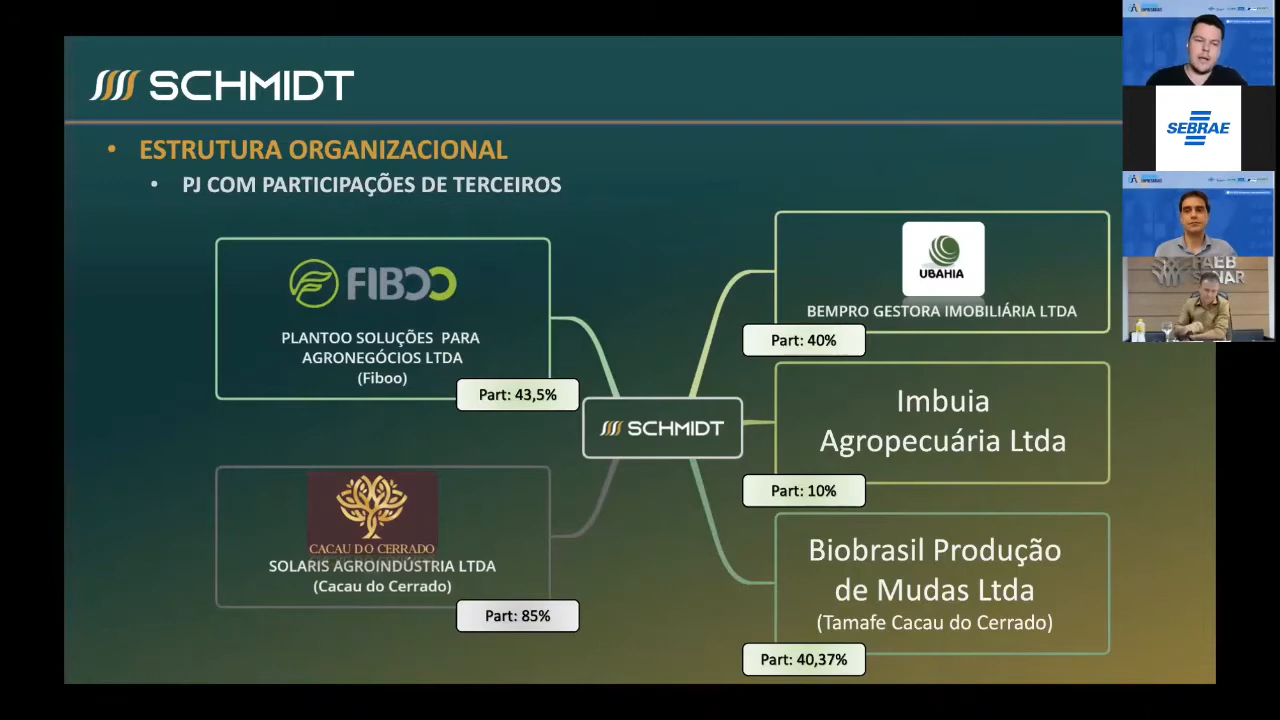 SCHMIDT
• ESTRUTURA ORGANIZACIONAL
• PJ COM PARTICIPAÇÕES DE TERCEIROS
FIBOO
PLANTOO SOLUÇÕES PARA
AGRONEGÓCIOS LTDA
(Fiboo)
Part: 43,5%
CACAU DO CERRADO
SOLARIS AGROINDÚSTRIA LTDA
(Cacau do Cerrado)
Part: 85%
SCHMIDT
UBAHIA
BEMPRO GESTORA IMOBILIÁRIA LTDA
Part: 40%
Imbuia
Agropecuária Ltda
Part: 10%
Biobrasil Produção
de Mudas Ltda
(Tamafe Cacau do Cerrado)
Part: 40,37%
SEBRAE